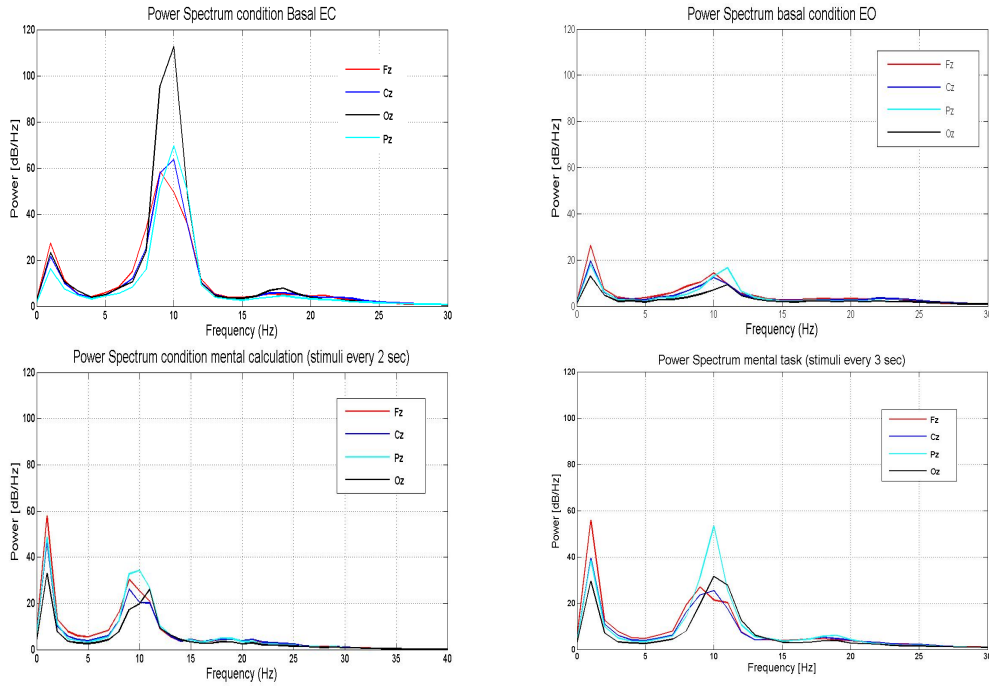 Power Spectrum condition Basal EC
Power [dB/Hz]
120
100
80
60
40
20
0
Fz
Cz
Oz
Pz
0 5 10 15 20 25 30
Frequency (Hz)
Power Spectrum basal condition EO
Power [dB/Hz]
120
100
80
60
40
20
0
Fz
Cz
Pz
Oz
0 5 10 15 20 25 30
Frequency (Hz)
Power Spectrum condition mental calculation (stimuli every 2 sec)
Power [dB/Hz]
120
100
80
60
40
20
0
Fz
Cz
Pz
Oz
0 5 10 15 20 25 30 35 40
Frequency (Hz)
Power Spectrum mental task (stimuli every 3 sec)
Power [dB/Hz]
120
100
80
60
40
20
0
Fz
Cz
Pz
Oz
0 5 10 15 20 25 30
Frequency [Hz]